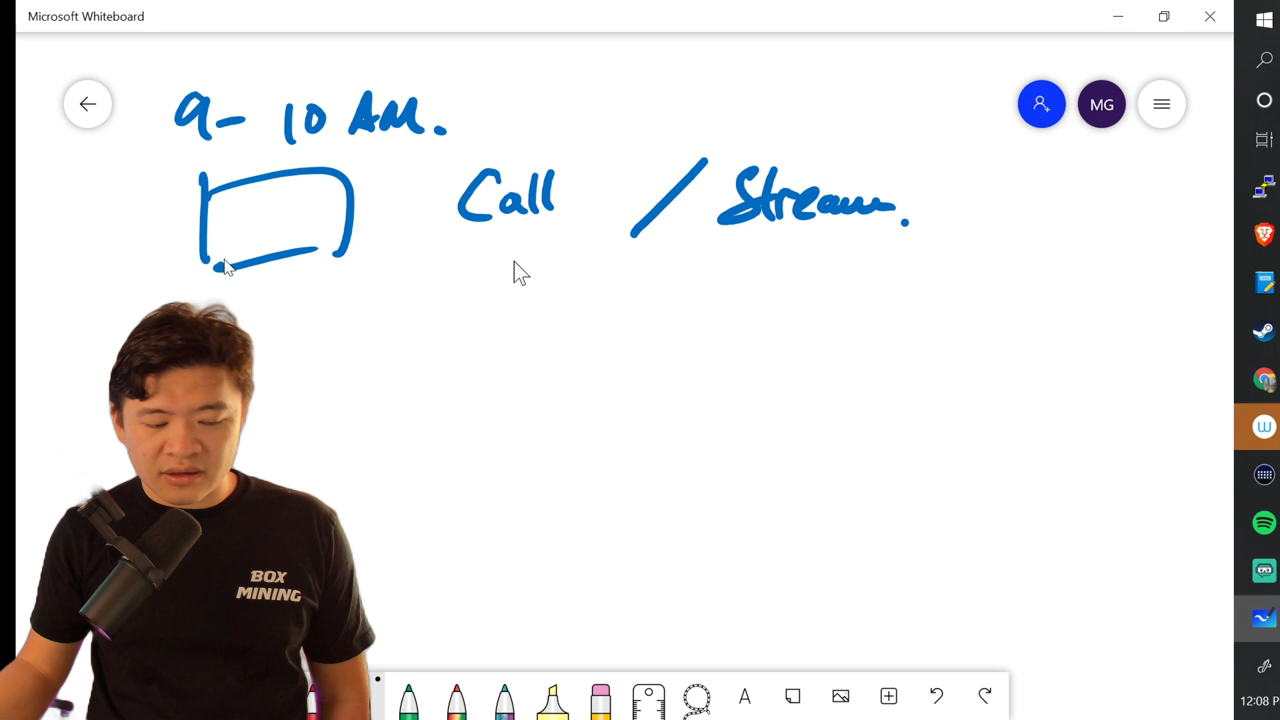 Microsoft Whiteboard
9- 10 AM.
MG
Call / Stream.
BOX
MINING
A
W
12:08 P